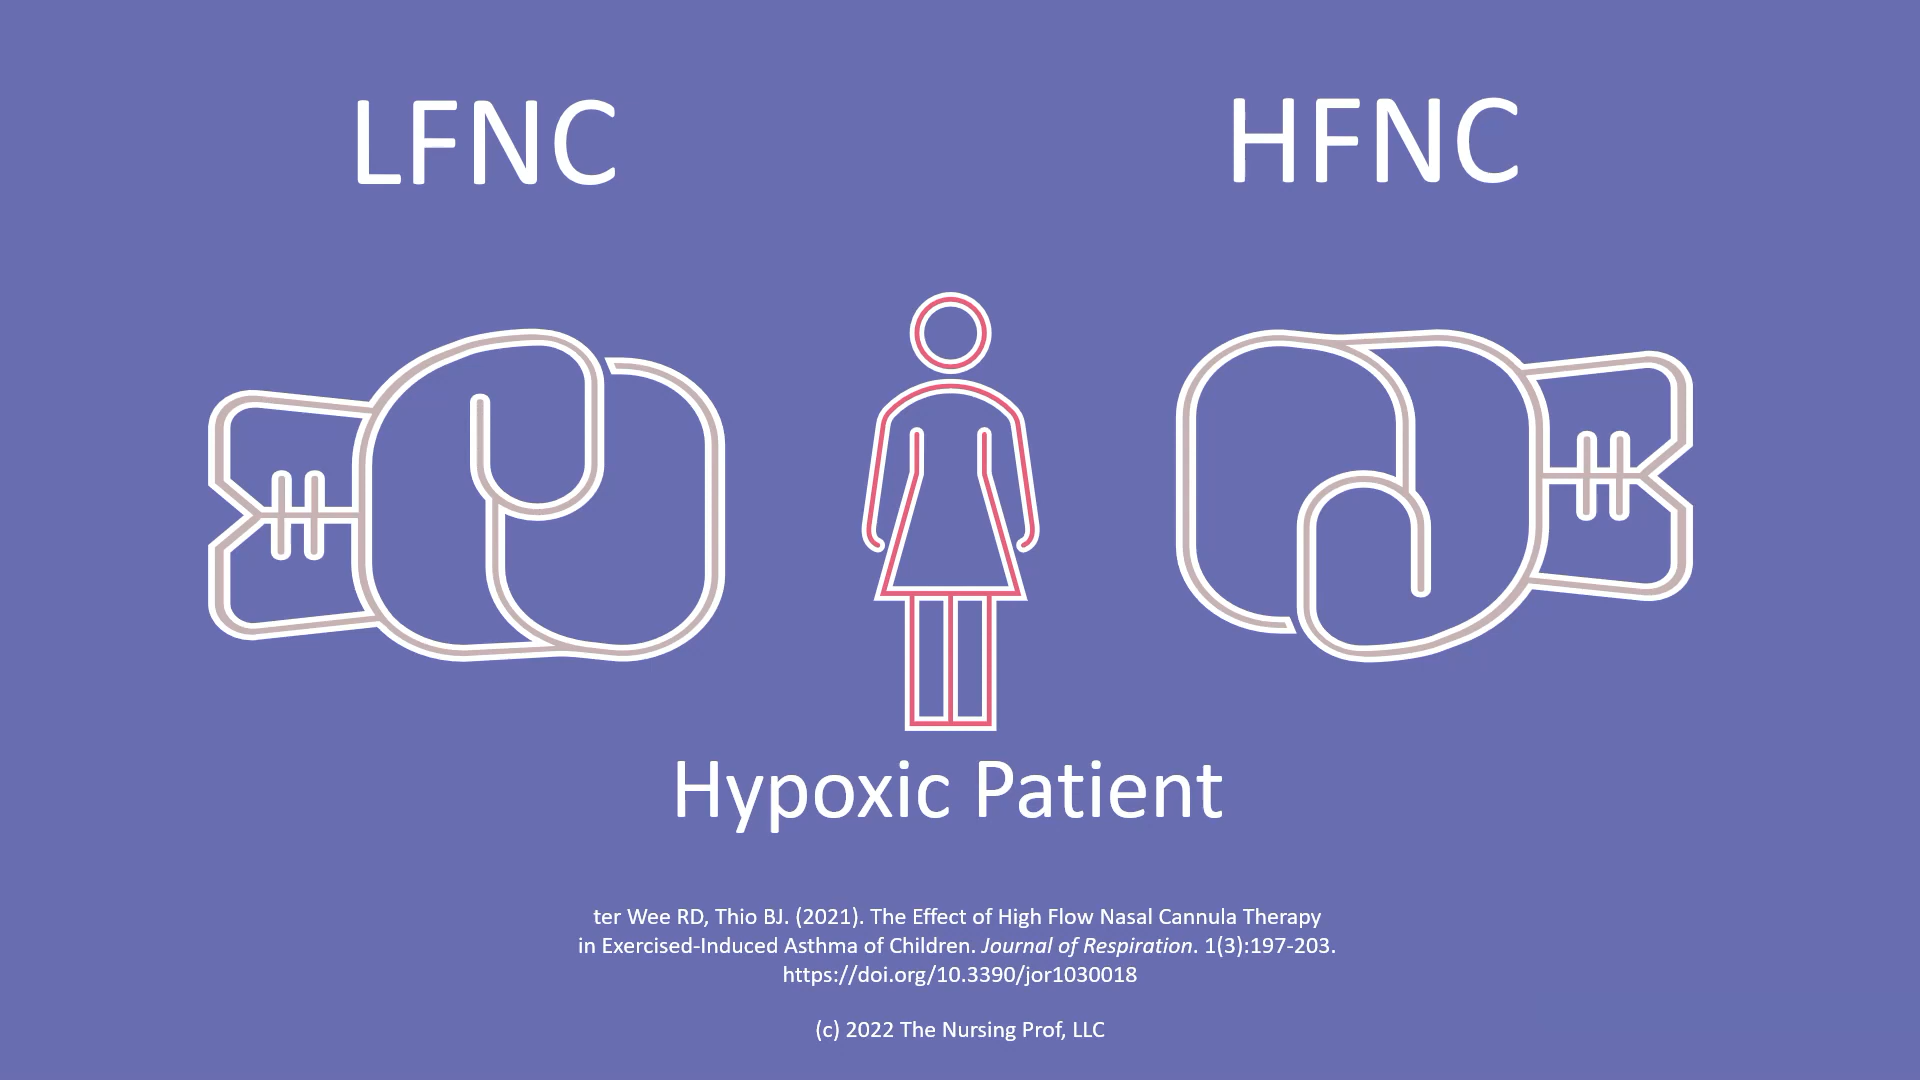 LFNC
HFNC
Hypoxic Patient
ter Wee RD, Thio BJ. (2021). The Effect of High Flow Nasal Cannula Therapy
in Exercised-Induced Asthma of Children. Journal of Respiration. 1(3):197-203.
https://doi.org/10.3390/jor1030018
(c) 2022 The Nursing Prof, LLC